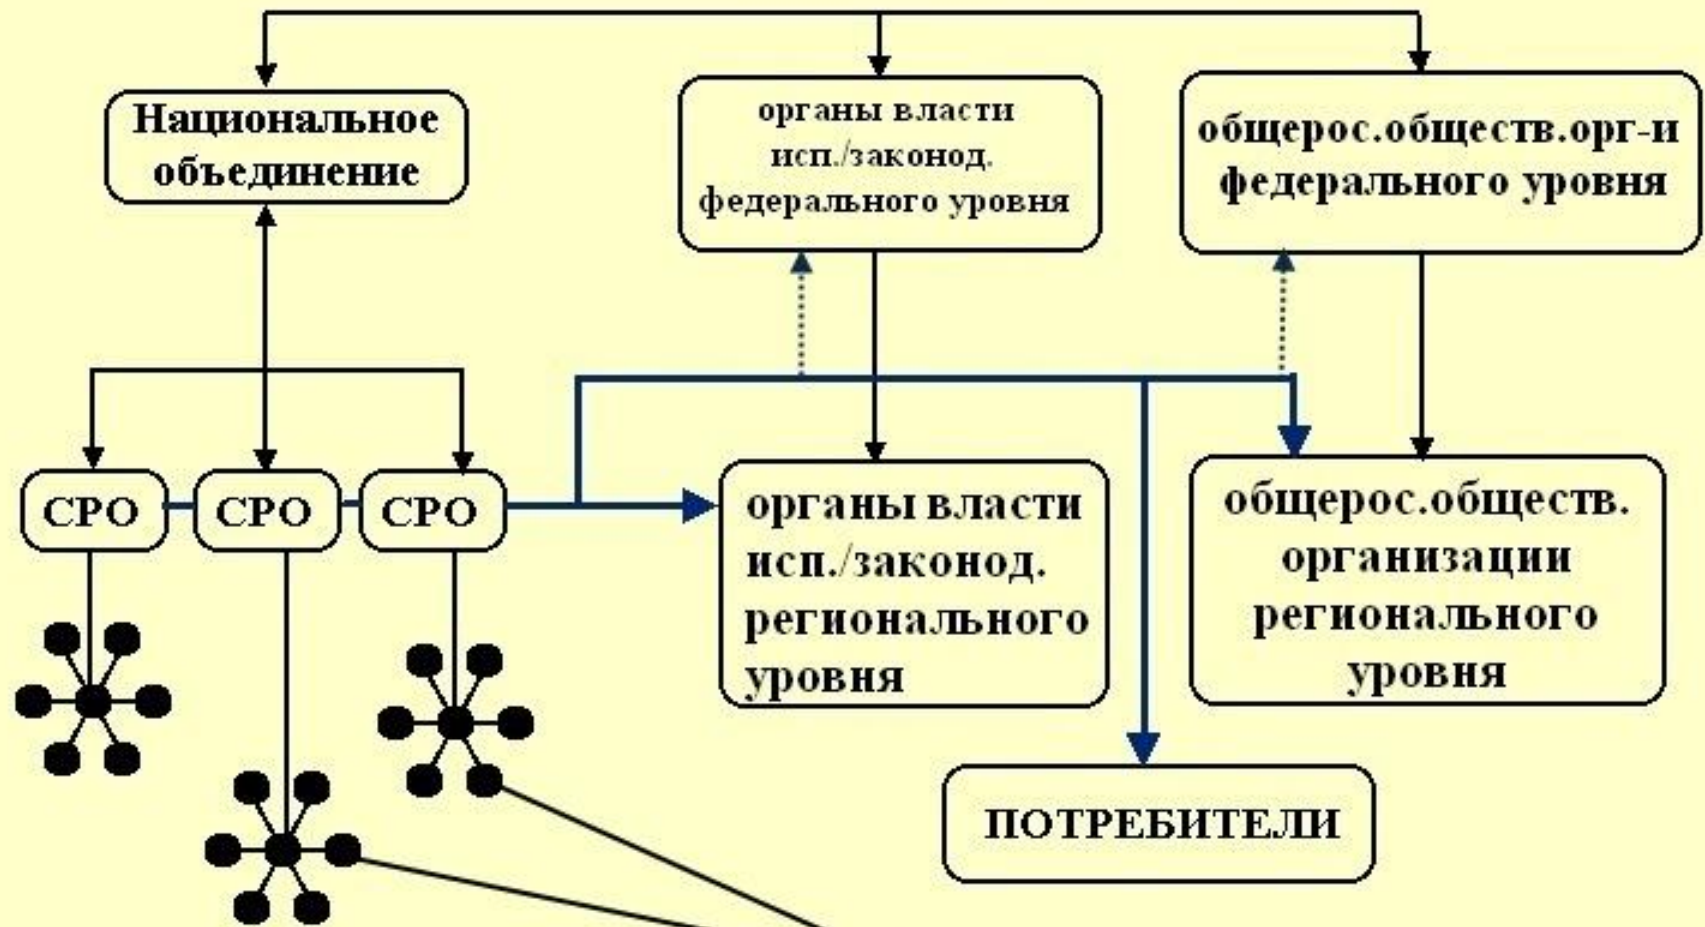 Национальное
объединение
органы власти
исп./законод.
федерального уровня
общерос.обществ.орг-и
федерального уровня
СРО
СРО
СРО
органы власти
исп./законод.
регионального
уровня
общерос.обществ.
организации
регионального
уровня
ПОТРЕБИТЕЛИ